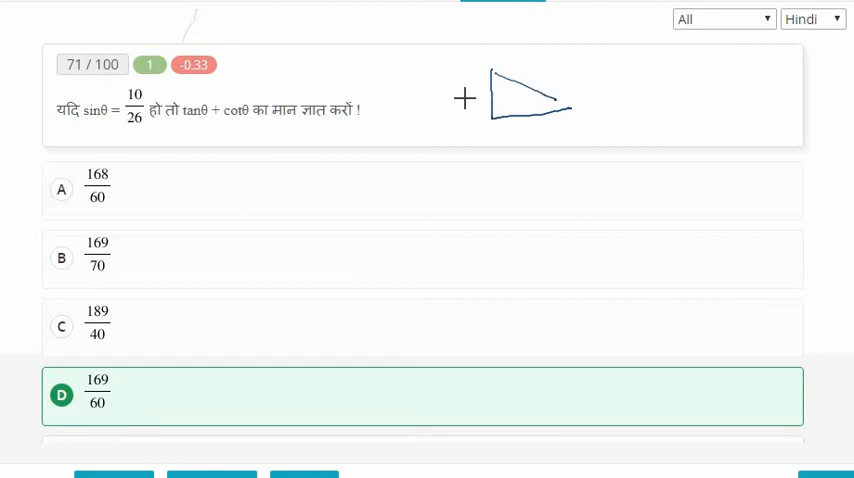 All Hindi
71 / 100 1 -0.33
यदि sinθ = 10/26 हो तो tanθ + cotθ का मान ज्ञात करों !
A 168/60
B 169/70
C 189/40
D 169/60